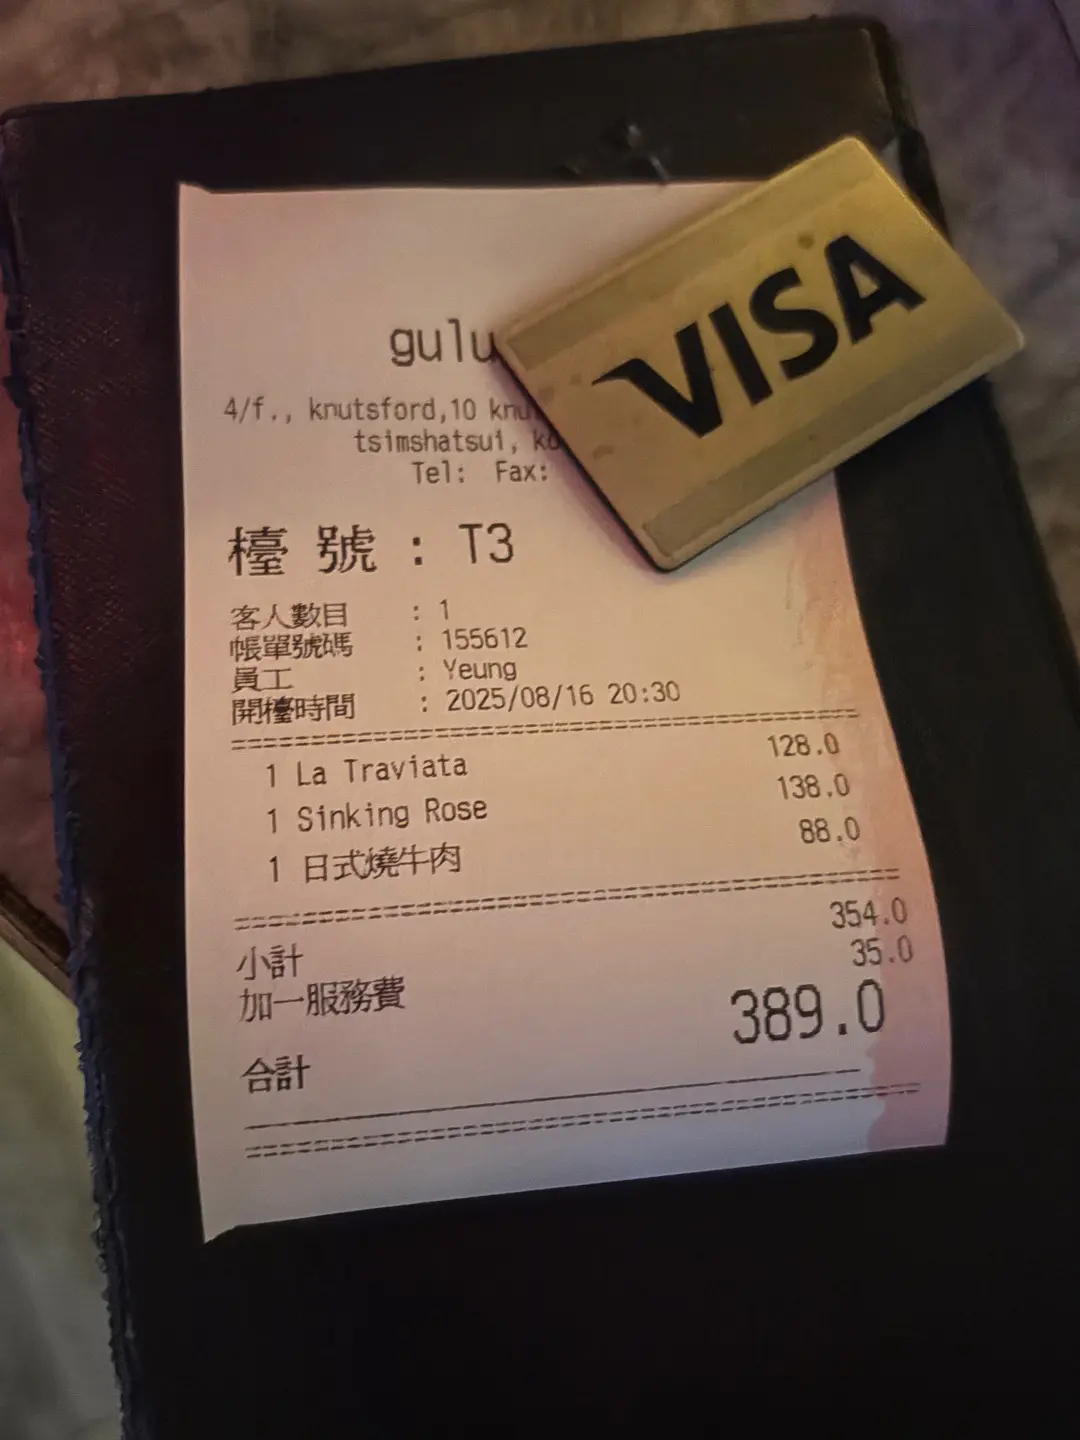 gulu
VISA
4/f., knutsford,10
tsimshatsui,
Tel: Fax:
檯 號 : T3
客人數目 : 1
帳單號碼 : 155612
員工 : Yeung
開檯時間 : 2025/08/16 20:30
1 La Traviata 128.0
1 Sinking Rose 138.0
1 日式燒牛肉 88.0
小計 354.0
加一服務費 35.0
合計 389.0